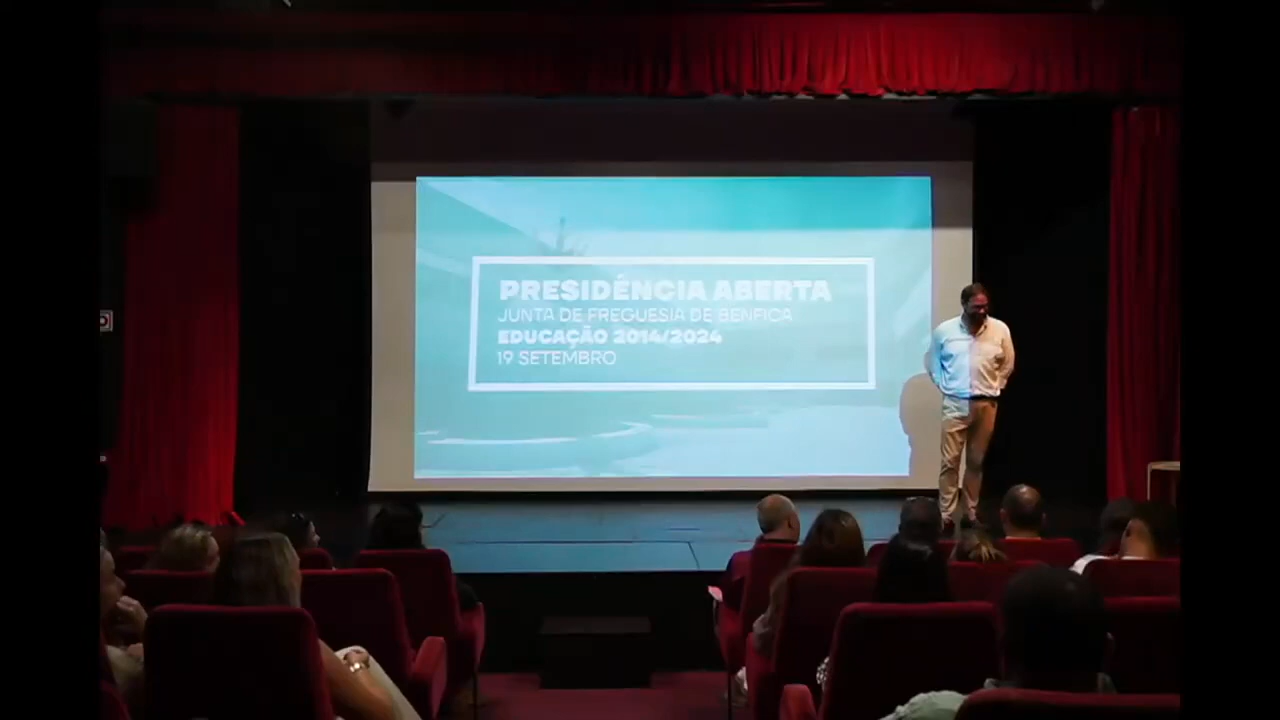 PRESIDÊNCIA ABERTA
JUNTA DE FREGUESIA DE BENFICA
EDUCAÇÃO 2014/2024
19 SETEMBRO